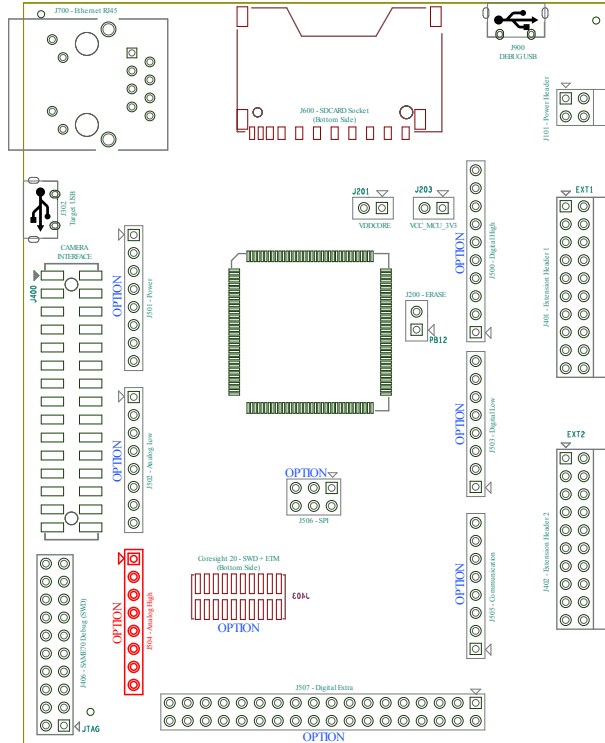 J700 - Ethernet RJ45
J600 - SDCARD Socket
(Bottom Side)
J900
DEBUG USB
J101 - Power Header
J302
Target USB
J201
VDDCORE
J203
VCC_MCU_3V3
OPTION
J500 - Digital High
EXT1
J401 - Extension Header 1
CAMERA
INTERFACE
J400
OPTION
J501 - Power
J200 - ERASE
PB12
OPTION
J502 - Analog Low
OPTION
J503 - Digital Low
EXT2
J402 - Extension Header 2
OPTION
J506 - SPI
Coresight 20 - SWD + ETM
(Bottom Side)
J403
OPTION
J505 - Communication
OPTION
J406 - SAME70 Debug (SWD)
JTAG
OPTION
J504 - Analog High
J507 - Digital Extra
OPTION